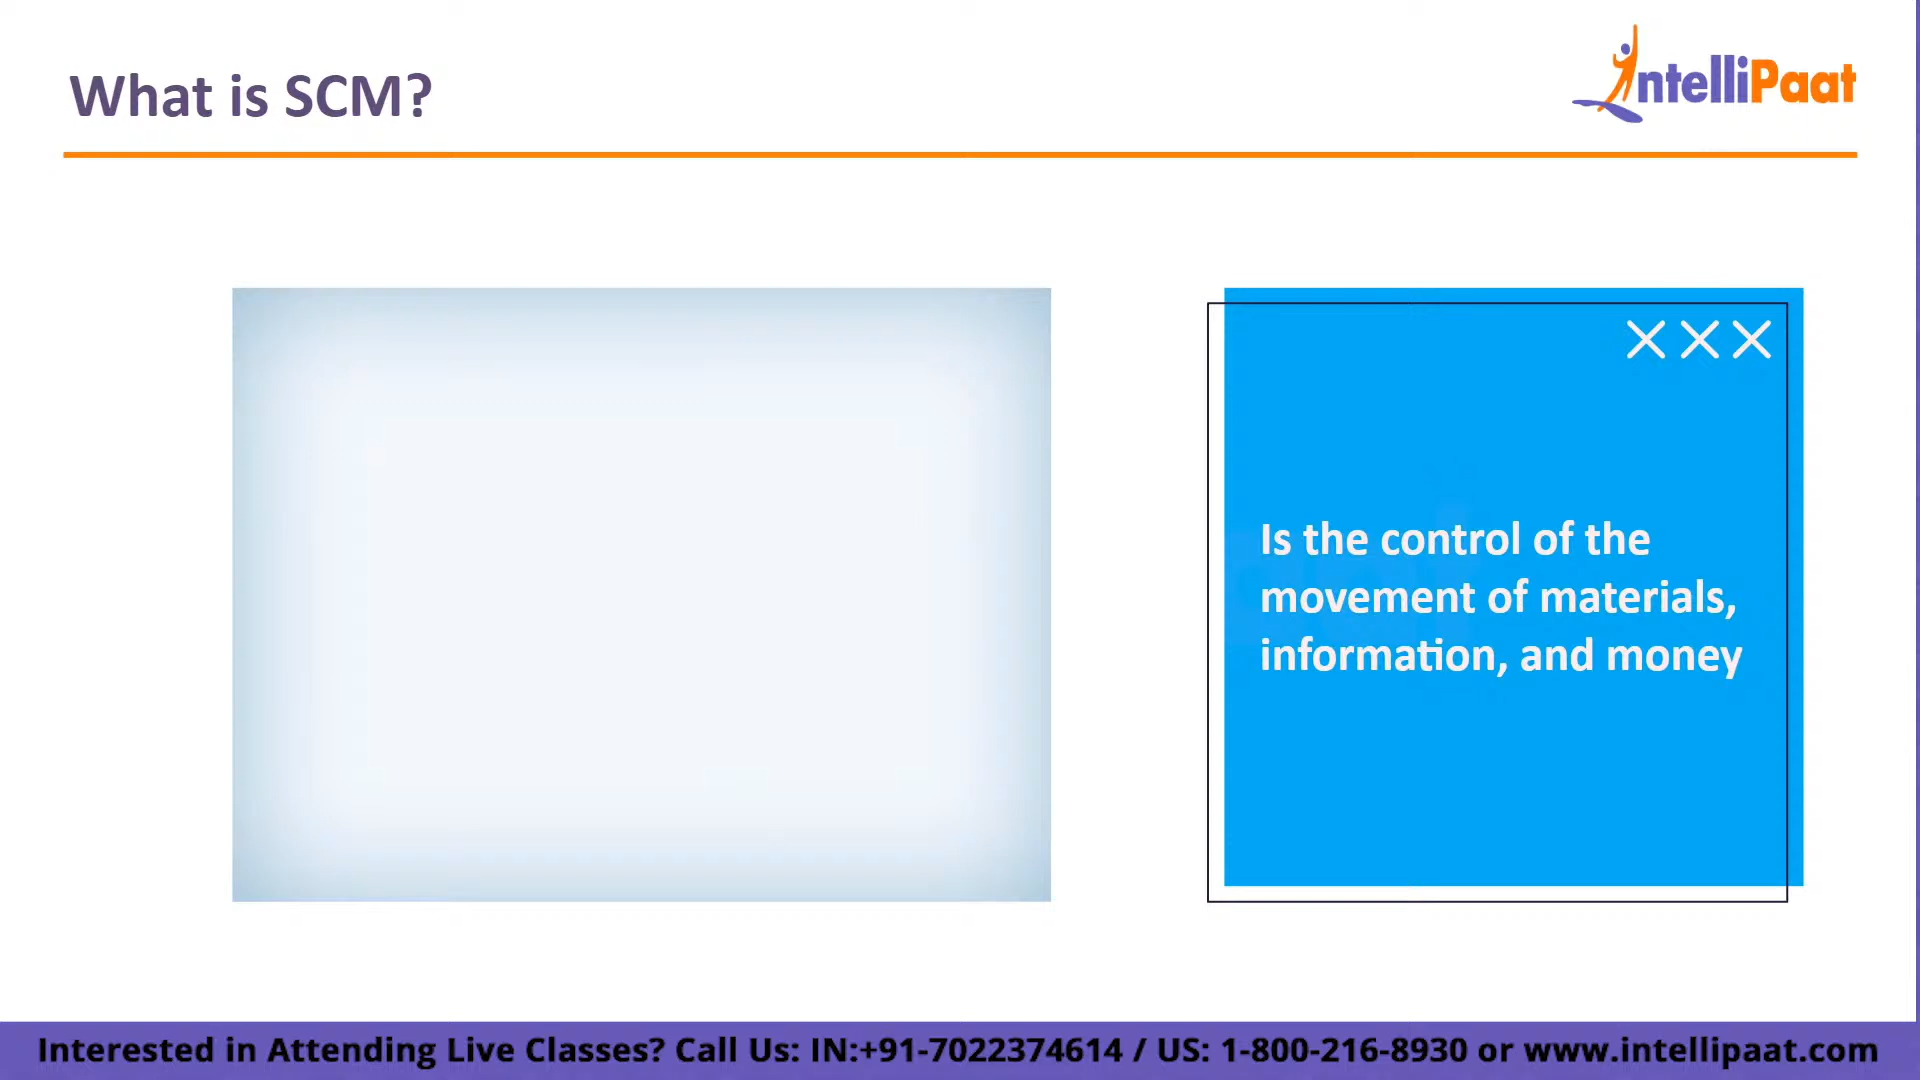 What is SCM?
IntelliPaat
Is the control of the
movement of materials,
information, and money
Interested in Attending Live Classes? Call Us: IN:+91-7022374614 / US: 1-800-216-8930 or www.intellipaat.com